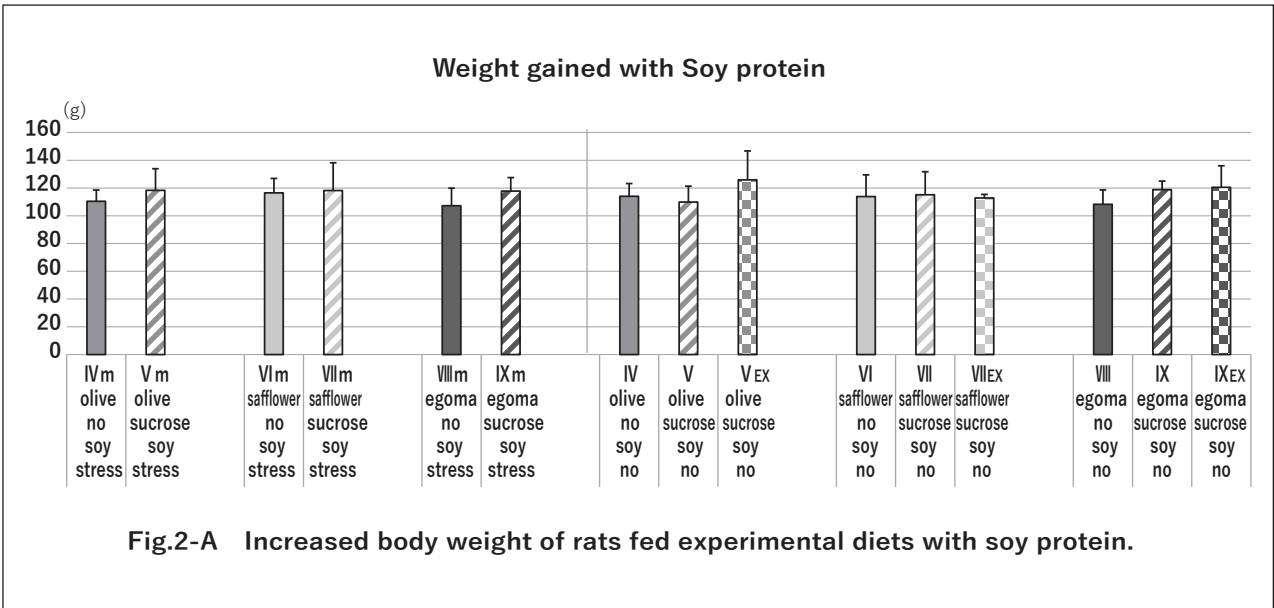 Weight gained with Soy protein
(g)
160
140
120
100
80
60
40
20
0
IVm Vm VIm VIIm VIIIm IXm IV V VEX VI VII VIIEX VIII IX IXEX
olive olive safflower safflower egoma egoma olive olive olive safflower safflower safflower egoma egoma egoma
no sucrose no sucrose no sucrose no sucrose sucrose no sucrose sucrose no sucrose sucrose
soy soy soy soy soy soy soy soy soy soy soy soy soy soy soy
stress stress stress stress stress stress no no no no no no no no no
Fig.2-A Increased body weight of rats fed experimental diets with soy protein.